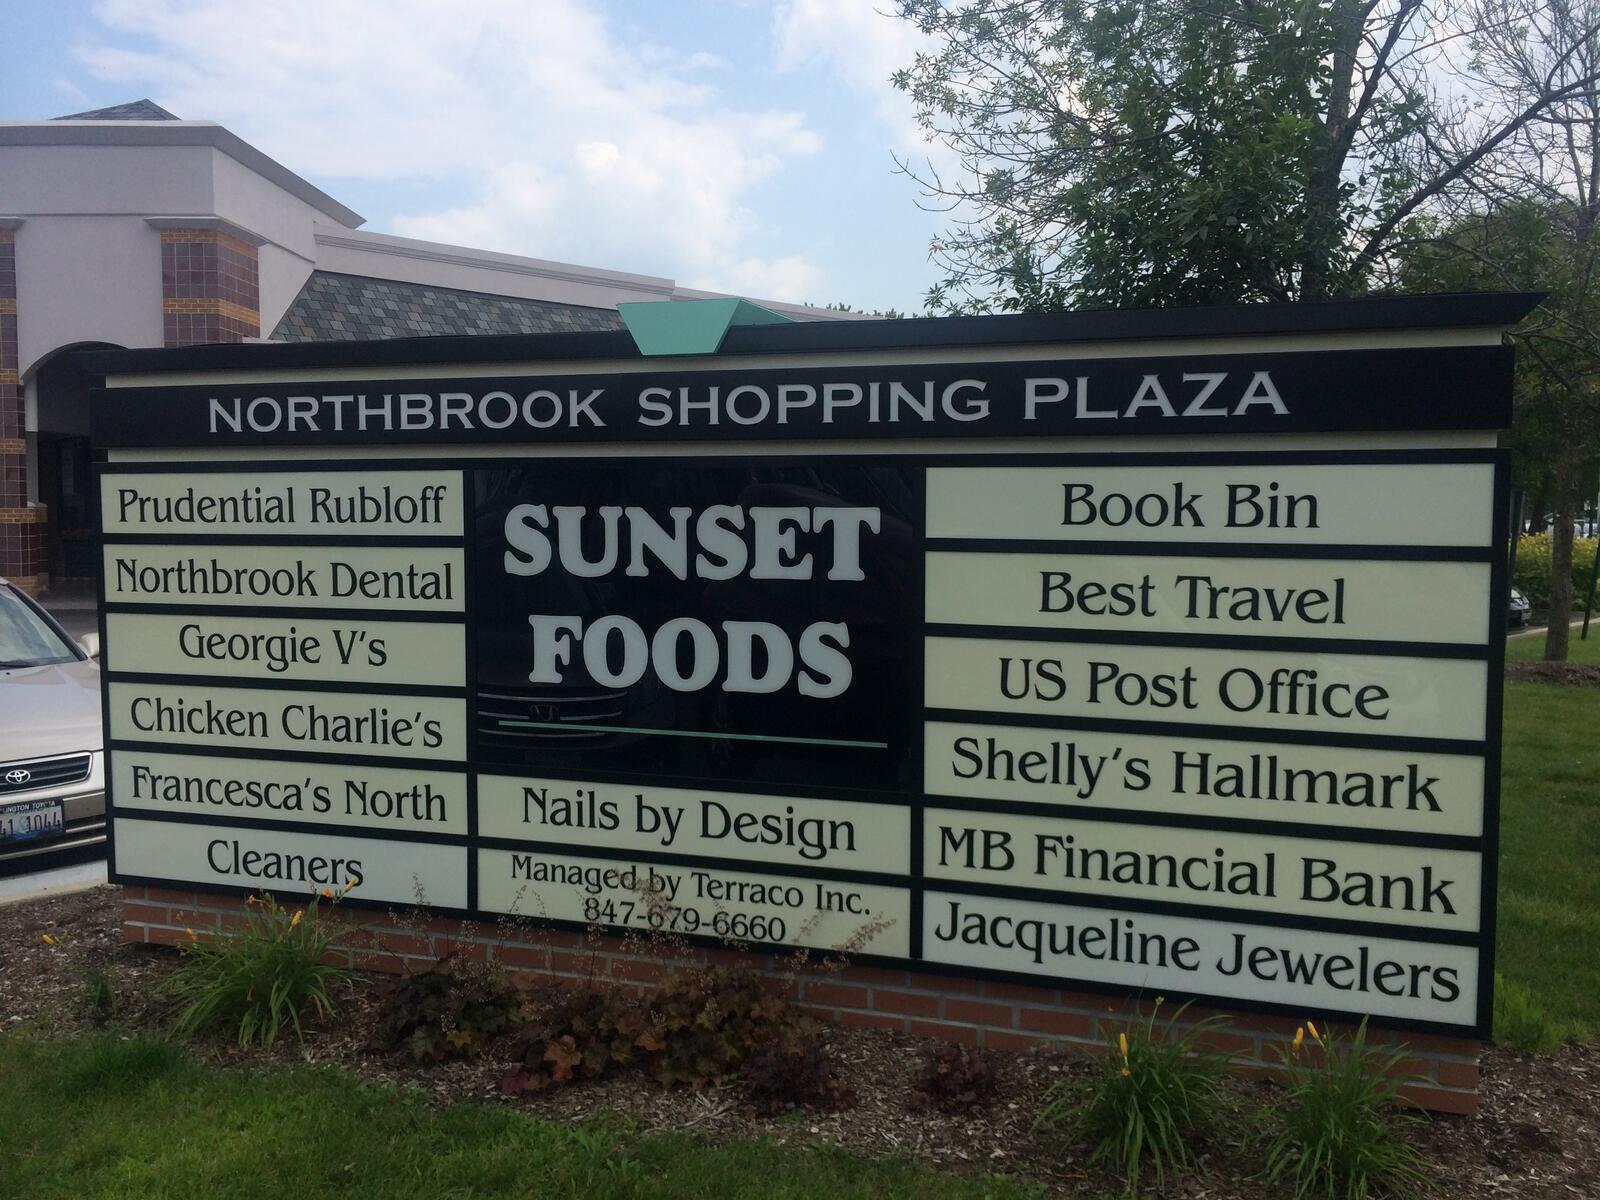 NORTHBROOK SHOPPING PLAZA
Prudential Rubloff
Northbrook Dental
Georgie V's
Chicken Charlie's
Francesca's North
Cleaners
SUNSET
FOODS
Nails by Design
Managed by Terraco Inc.
847-679-6660
Book Bin
Best Travel
US Post Office
Shelly's Hallmark
MB Financial Bank
Jacqueline Jewelers
1044